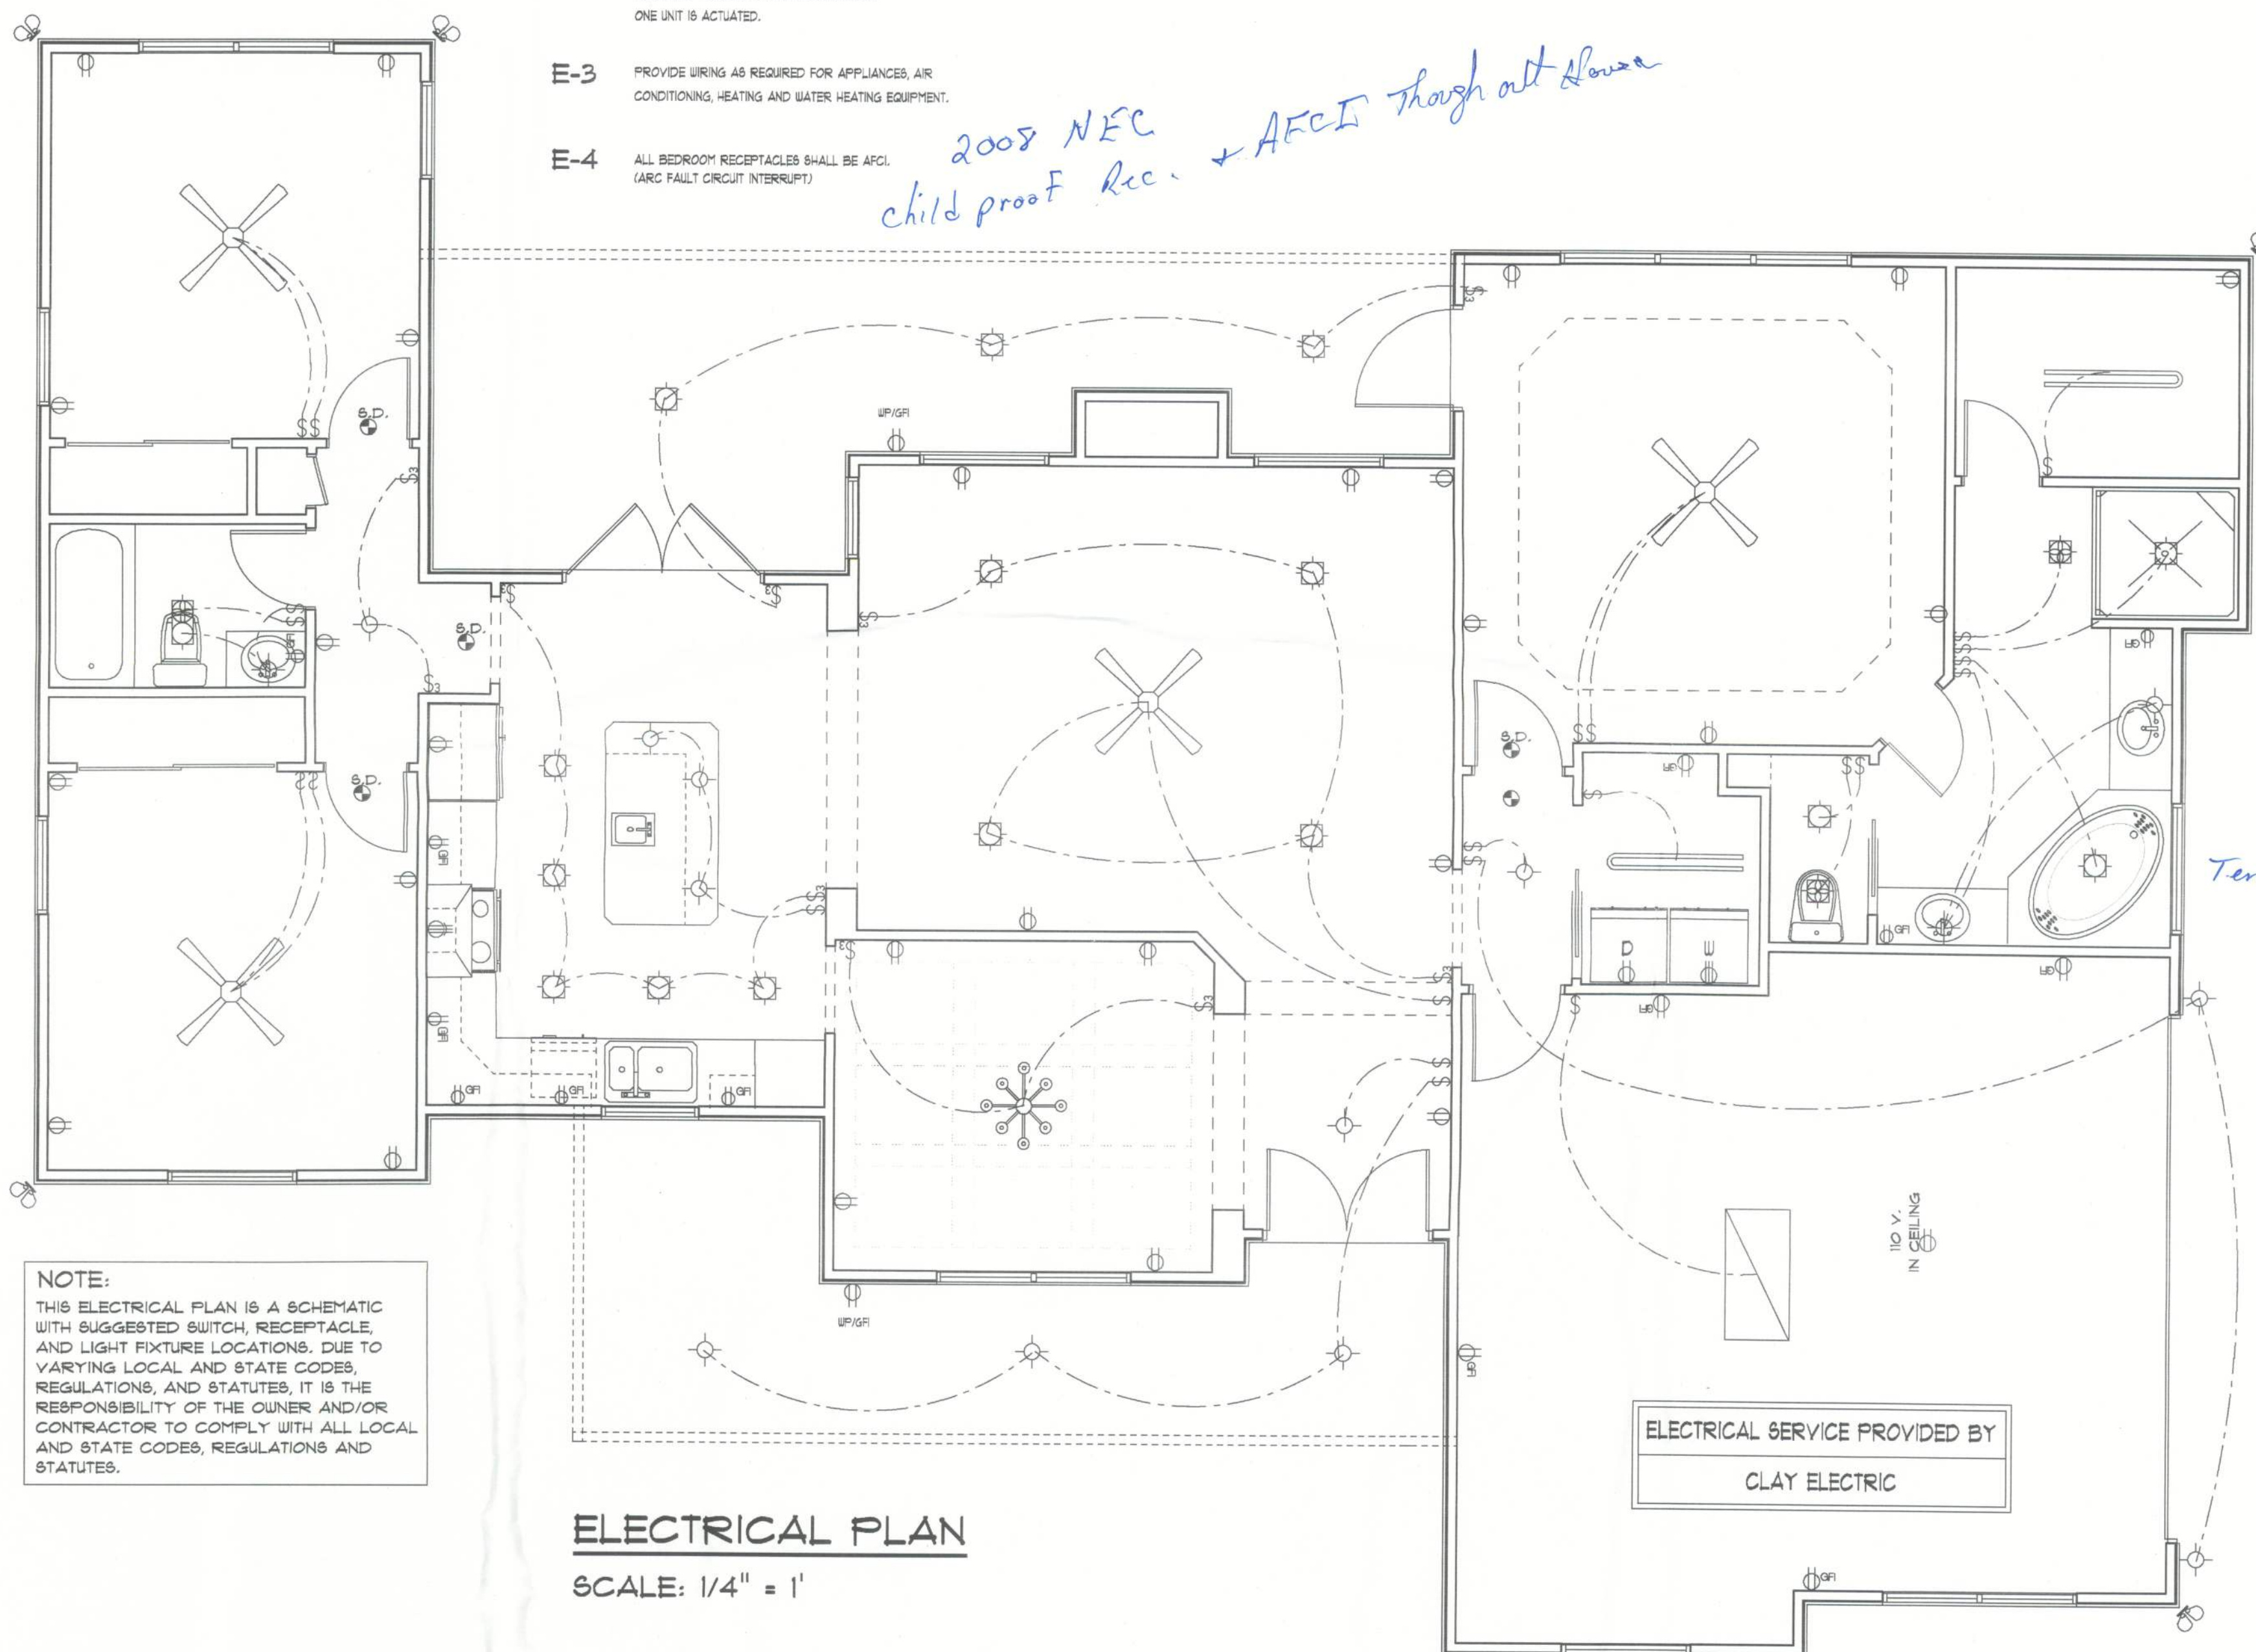 ONE UNIT IS ACTUATED.
E-3 PROVIDE WIRING AS REQUIRED FOR APPLIANCES, AIR
CONDITIONING, HEATING AND WATER HEATING EQUIPMENT.
E-4 ALL BEDROOM RECEPTACLES SHALL BE AFCI.
(ARC FAULT CIRCUIT INTERRUPT)
2008 NEC
child proof Rec. + AFCI Though out House
WP/GFI
S.D.
S.D.
S.D.
S.D.
GFI
GFI
GFI
GFI
GFI
GFI
GFI
GFI
GFI
D W
GFI
GFI
Ter
110 V.
IN CEILING
WP/GFI
GFI
GFI
NOTE:
THIS ELECTRICAL PLAN IS A SCHEMATIC
WITH SUGGESTED SWITCH, RECEPTACLE,
AND LIGHT FIXTURE LOCATIONS. DUE TO
VARYING LOCAL AND STATE CODES,
REGULATIONS, AND STATUTES, IT IS THE
RESPONSIBILITY OF THE OWNER AND/OR
CONTRACTOR TO COMPLY WITH ALL LOCAL
AND STATE CODES, REGULATIONS AND
STATUTES.
ELECTRICAL SERVICE PROVIDED BY
CLAY ELECTRIC
ELECTRICAL PLAN
SCALE: 1/4" = 1'